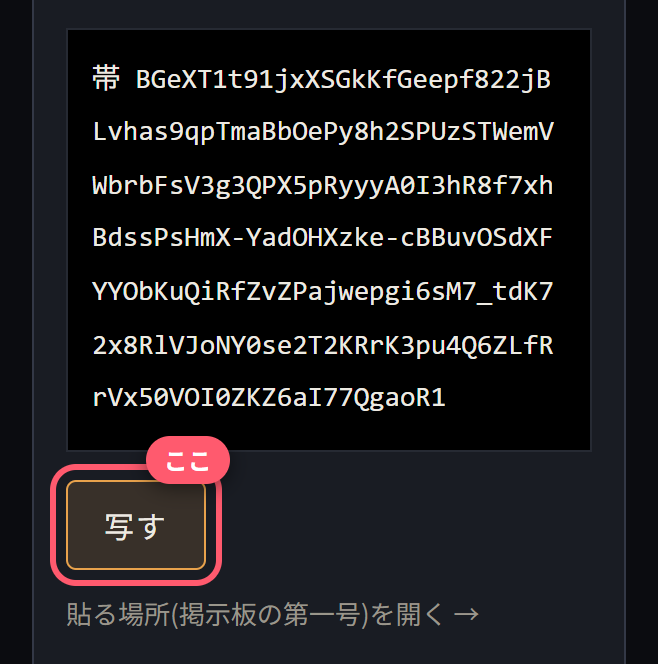 帯 BGeXT1t91jxXSGkKfGeepf822jB
Lvhas9qpTmaBbOePy8h2SPUzSTWemV
WbrbFsV3g3QPX5pRyyyA0I3hR8f7xh
BdssPsHmX-YadOHXzke-cBBuvOSdXF
YYObKuQiRfZvZPajwepgi6sM7_tdK7
2x8RlVJoNY0se2T2KRrK3pu4Q6ZLfR
rVx50VOI0ZKZ6aI77QgaoR1
ここ
写す
貼る場所(掲示板の第一号)を開く →